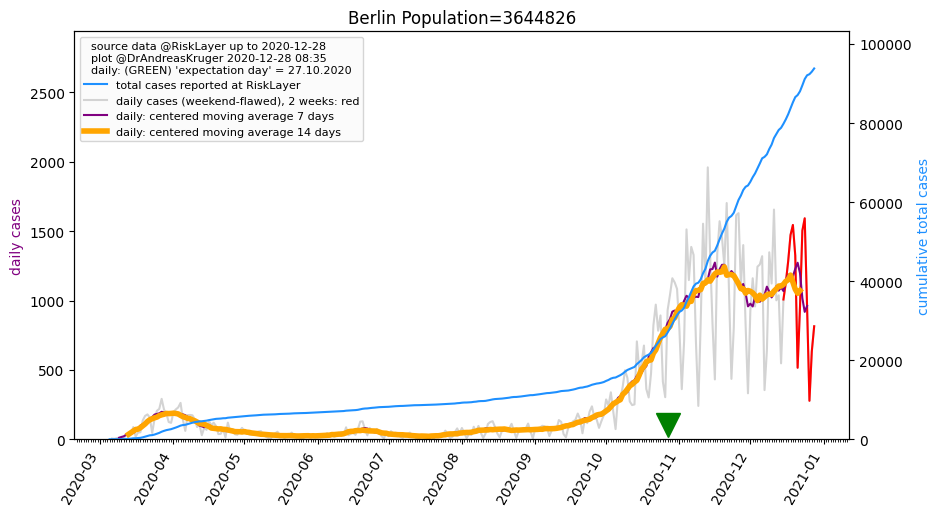 Berlin Population=3644826
source data @RiskLayer up to 2020-12-28
plot @DrAndreasKruger 2020-12-28 08:35
daily: (GREEN) 'expectation day' = 27.10.2020
total cases reported at RiskLayer
daily cases (weekend-flawed), 2 weeks: red
daily: centered moving average 7 days
daily: centered moving average 14 days
daily cases
2500
2000
1500
1000
500
0
100000
80000
60000
40000
20000
0
cumulative total cases
2020-03
2020-04
2020-05
2020-06
2020-07
2020-08
2020-09
2020-10
2020-11
2020-12
2021-01